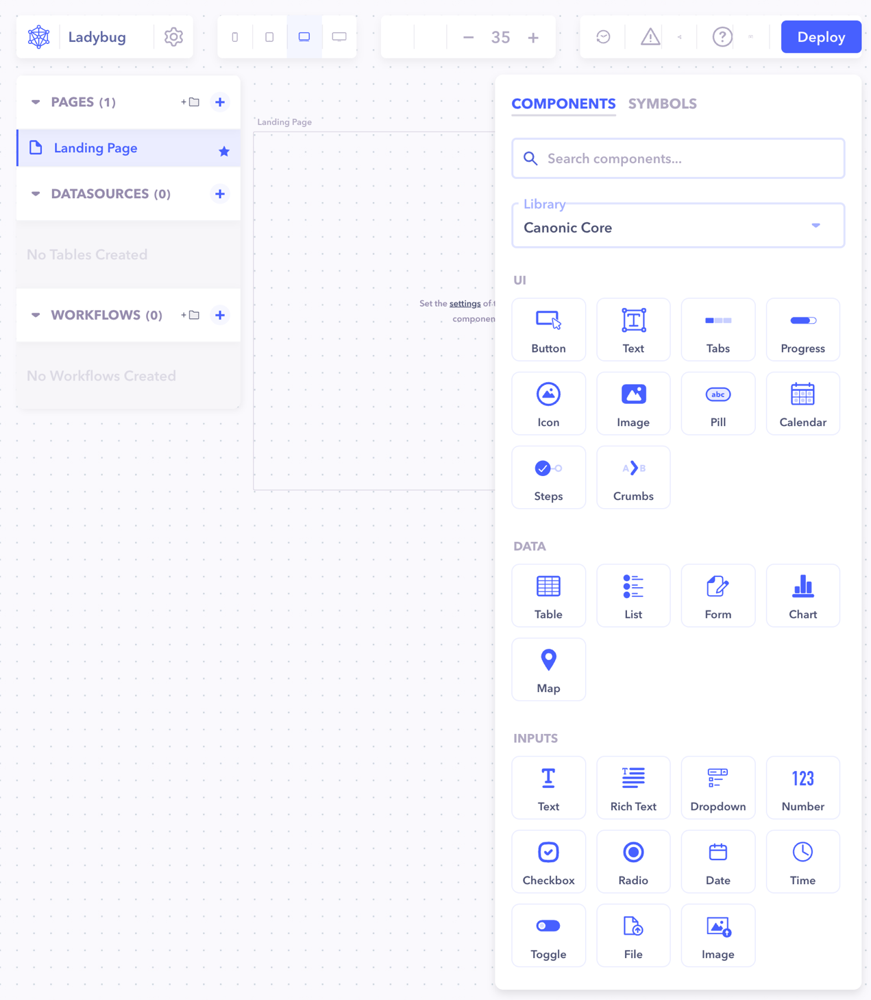 Ladybug
35
Deploy
PAGES (1)
Landing Page
DATASOURCES (0)
No Tables Created
WORKFLOWS (0)
No Workflows Created
Landing Page
Set the settings of
componen
COMPONENTS SYMBOLS
Search components...
Library
Canonic Core
UI
Button Text Tabs Progress
abc
Icon Image Pill Calendar
A B
Steps Crumbs
DATA
Table List Form Chart
Map
INPUTS
T T 123
Text Rich Text Dropdown Number
Checkbox Radio Date Time
Toggle File Image